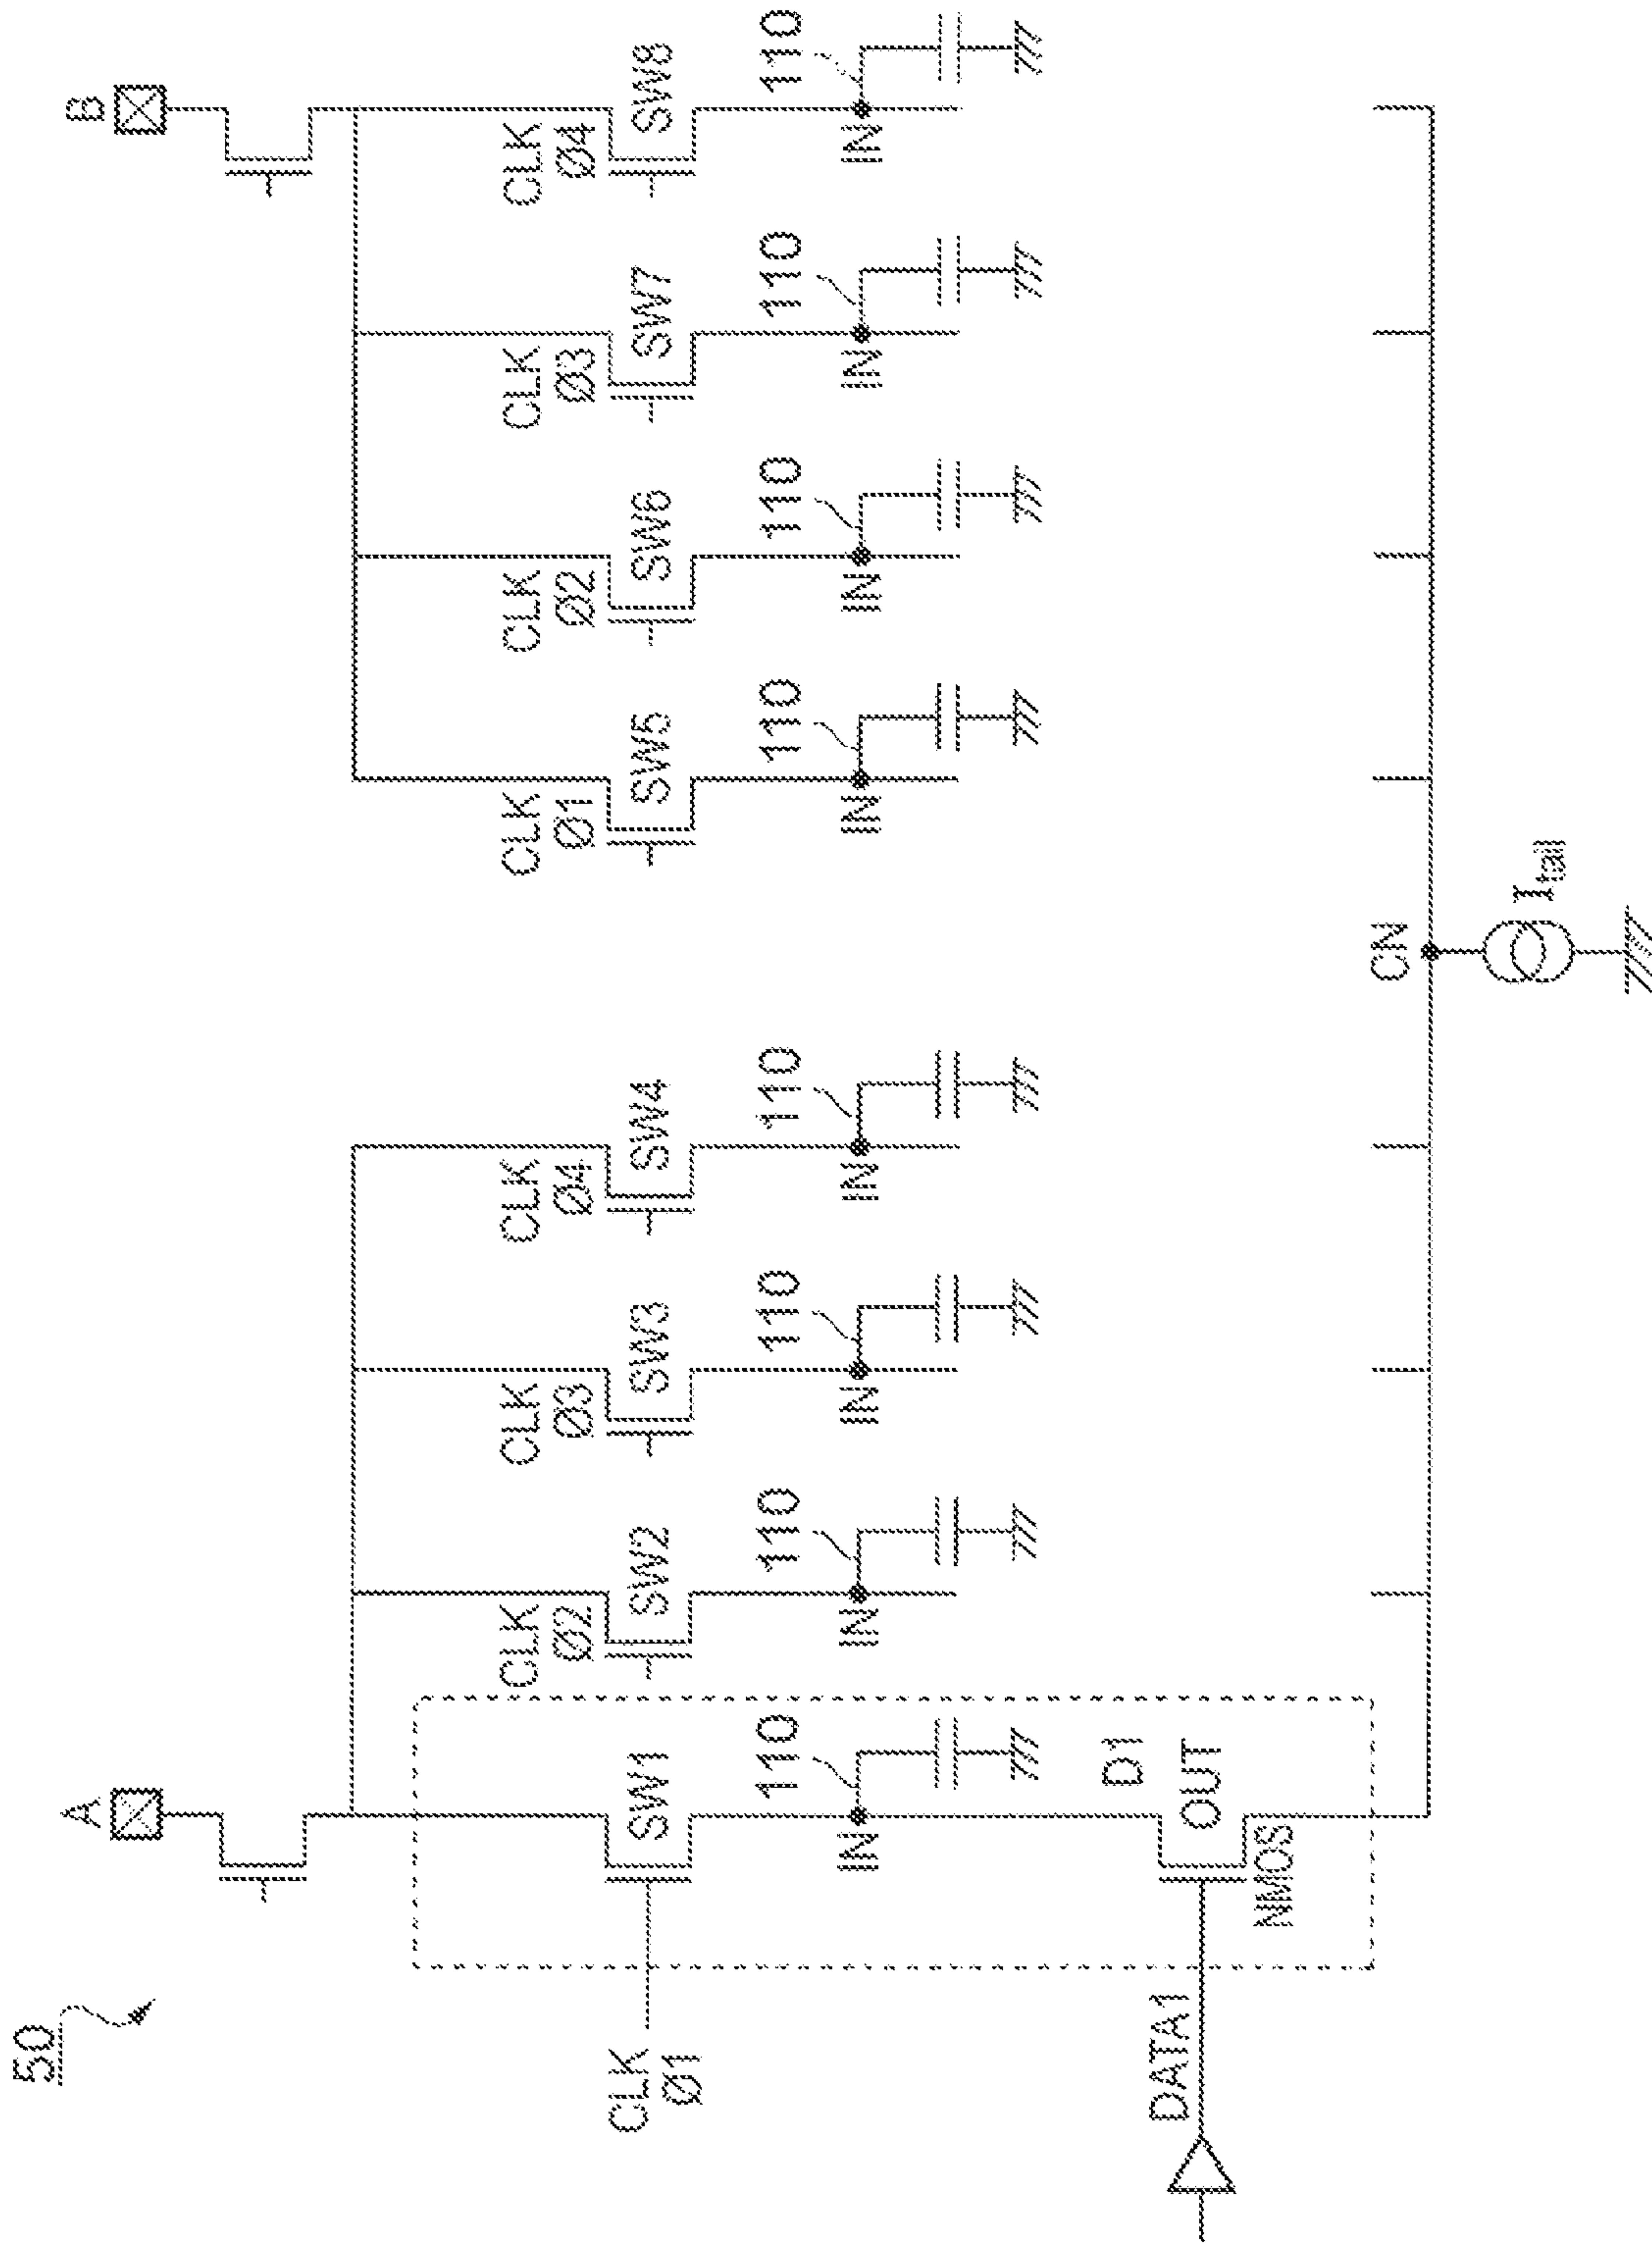 50
A
B
CLK
Ø1
SW1
CLK
Ø2
SW2
CLK
Ø3
SW3
CLK
Ø4
SW4
CLK
Ø1
SW5
CLK
Ø2
SW6
CLK
Ø3
SW7
CLK
Ø4
SW8
IN
110
IN
110
IN
110
IN
110
IN
110
IN
110
IN
110
IN
110
DATA1
D1
OUT
NMOS
CN
Itail